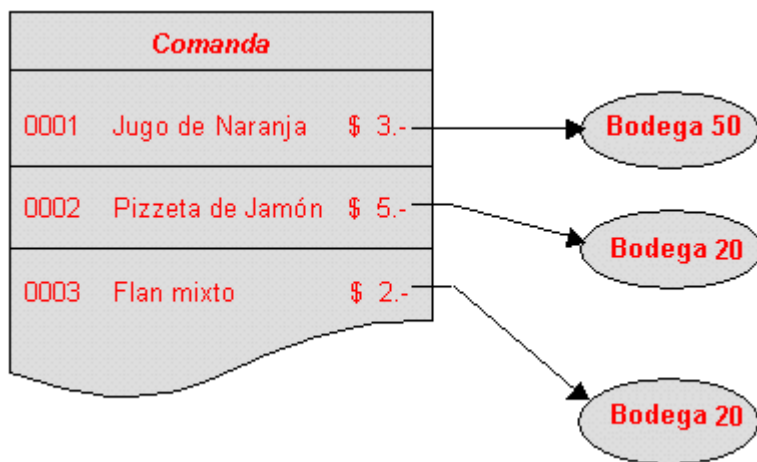 Comanda
0001 Jugo de Naranja $ 3.-
Bodega 50
0002 Pizzeta de Jamón $ 5.-
Bodega 20
0003 Flan mixto $ 2.-
Bodega 20